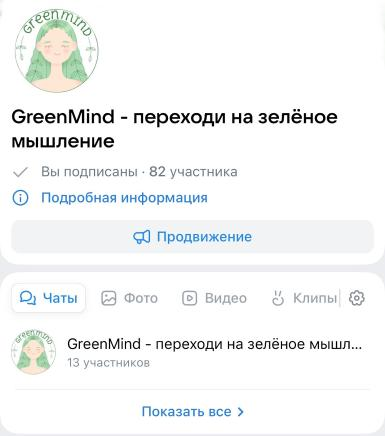 GREENMIND
GreenMind - переходи на зелёное
мышление
Вы подписаны · 82 участника
Подробная информация
Продвижение
Чаты Фото Видео Клипы
GREENMIND
GreenMind - переходи на зелёное мышл...
13 участников
Показать все